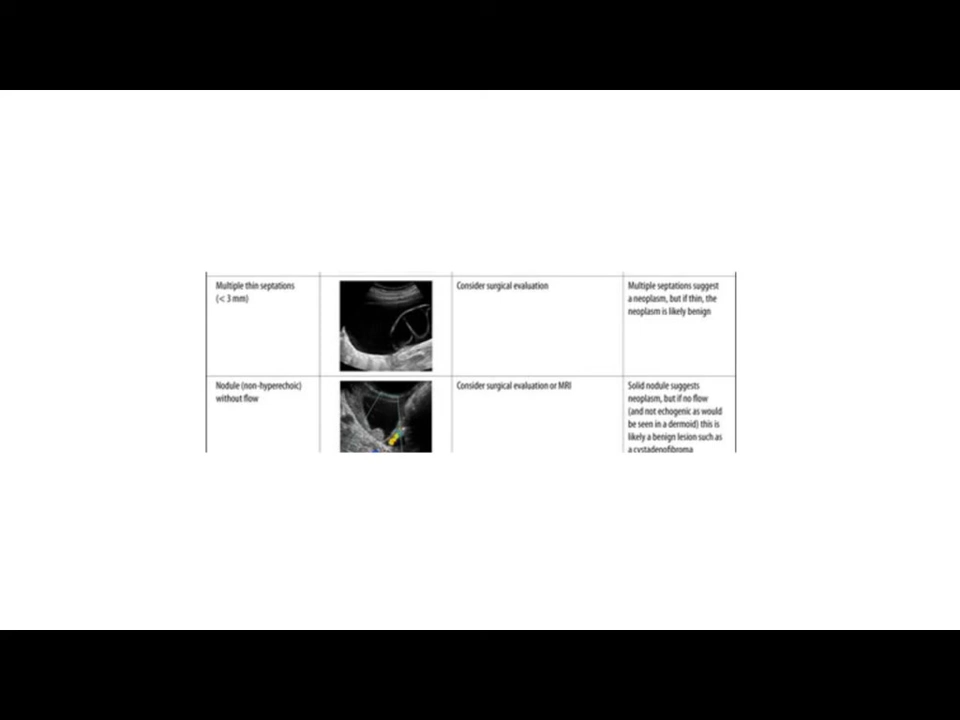 Multiple thin septations
(< 3 mm)
Consider surgical evaluation
Multiple septations suggest
a neoplasm, but if thin, the
neoplasm is likely benign
Nodule (non-hyperechoic)
without flow
Consider surgical evaluation or MRI
Solid nodule suggests
neoplasm, but if no flow
(and not echogenic as would
be seen in a dermoid) this is
likely a benign lesion such as
a cystadenofibroma